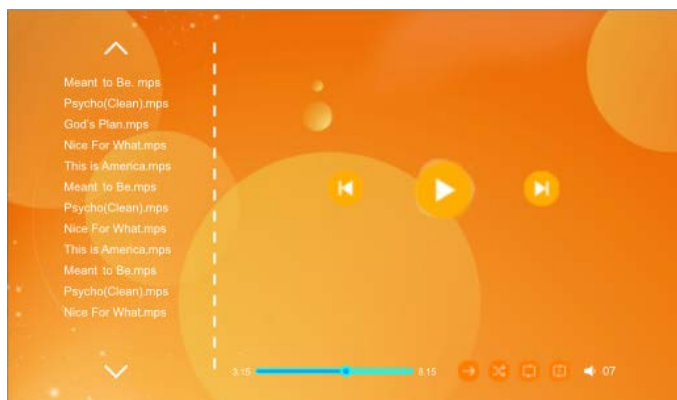 Meant to Be. mps
Psycho(Clean).mps
God's Plan.mps
Nice For What.mps
This is America.mps
Meant to Be.mps
Psycho(Clean).mps
Nice For What.mps
This is America.mps
Meant to Be.mps
Psycho(Clean).mps
Nice For What.mps
3:15 8:15 07